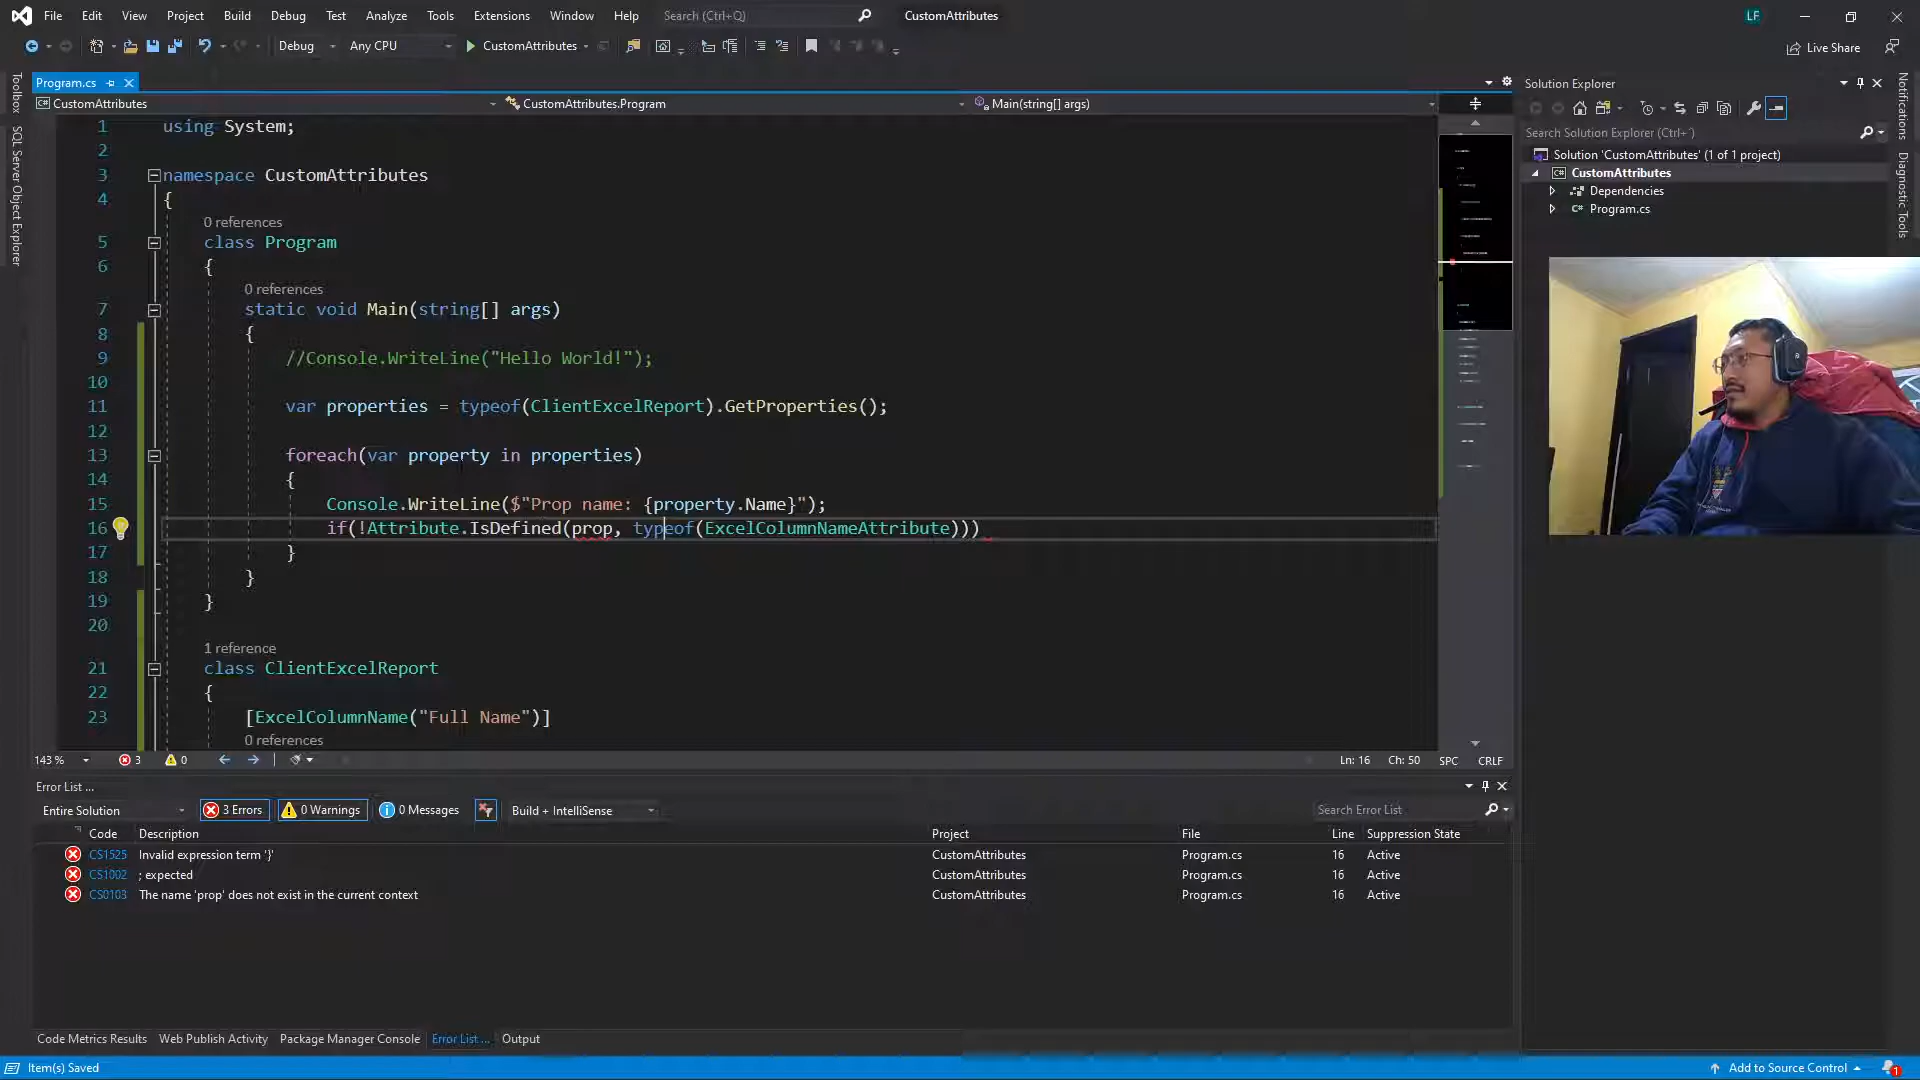 File Edit View Project Build Debug Test Analyze Tools Extensions Window Help Search (Ctrl+Q) CustomAttributes LF
Debug Any CPU CustomAttributes Live Share
Toolbox
SQL Server Object Explorer
Program.cs
CustomAttributes CustomAttributes.Program Main(string[] args)
1 using System;
2
3 namespace CustomAttributes
4 {
0 references
5 class Program
6 {
0 references
7 static void Main(string[] args)
8 {
9 //Console.WriteLine("Hello World!");
10
11 var properties = typeof(ClientExcelReport).GetProperties();
12
13 foreach(var property in properties)
14 {
15 Console.WriteLine($"Prop name: {property.Name}");
16 if(!Attribute.IsDefined(prop, typeof(ExcelColumnNameAttribute)))
17 }
18 }
19 }
20
1 reference
21 class ClientExcelReport
22 {
23 [ExcelColumnName("Full Name")]
0 references
143 % 3 0 Ln: 16 Ch: 50 SPC CRLF
Solution Explorer
Search Solution Explorer (Ctrl+¨)
Solution 'CustomAttributes' (1 of 1 project)
CustomAttributes
Dependencies
Program.cs
Notifications
Diagnostic Tools
Error List ...
Entire Solution 3 Errors 0 Warnings 0 Messages Build + IntelliSense Search Error List
Code Description Project File Line Suppression State
CS1525 Invalid expression term '}' CustomAttributes Program.cs 16 Active
CS1002 ; expected CustomAttributes Program.cs 16 Active
CS0103 The name 'prop' does not exist in the current context CustomAttributes Program.cs 16 Active
Code Metrics Results Web Publish Activity Package Manager Console Error List ... Output
Item(s) Saved Add to Source Control 1